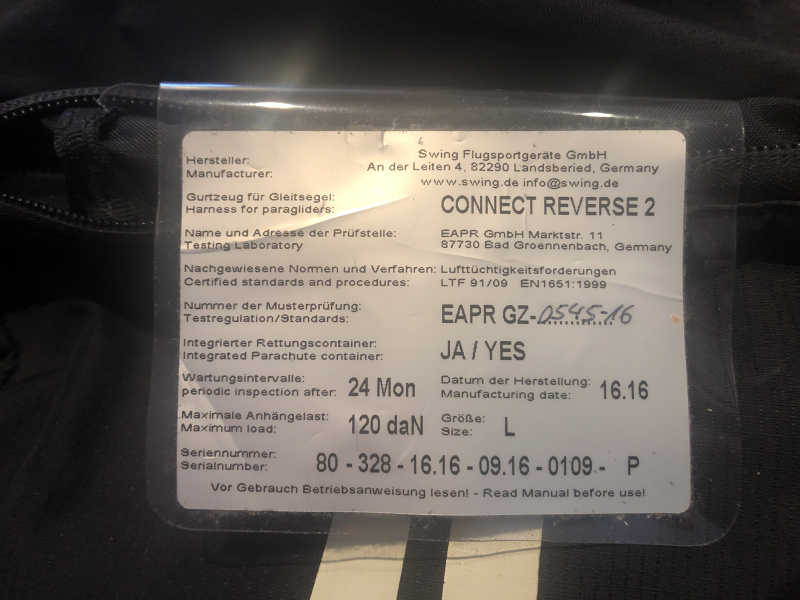 Hersteller:
Manufacturer:
Swing Flugsportgeräte GmbH
An der Leiten 4, 82290 Landsberied, Germany
www.swing.de info@swing.de
Gurtzeug für Gleitsegel:
Harness for paragliders:
CONNECT REVERSE 2
Name und Adresse der Prüfstelle:
Testing Laboratory
EAPR GmbH Marktstr. 11
87730 Bad Groennenbach, Germany
Nachgewiesene Normen und Verfahren: Lufttüchtigkeitsforderungen
Certified standards and procedures: LTF 91/09 EN1651:1999
Nummer der Musterprüfung:
Testregulation/Standards:
EAPR GZ-0545-16
Integrierter Rettungscontainer:
Integrated Parachute container:
JA / YES
Wartungsintervalle:
periodic inspection after:
24 Mon
Datum der Herstellung:
Manufacturing date:
16.16
Maximale Anhängelast:
Maximum load:
120 daN
Größe:
Size:
L
Seriennummer:
Serialnumber:
80 - 328 - 16.16 - 09.16 - 0109 - P
Vor Gebrauch Betriebsanweisung lesen! - Read Manual before use!